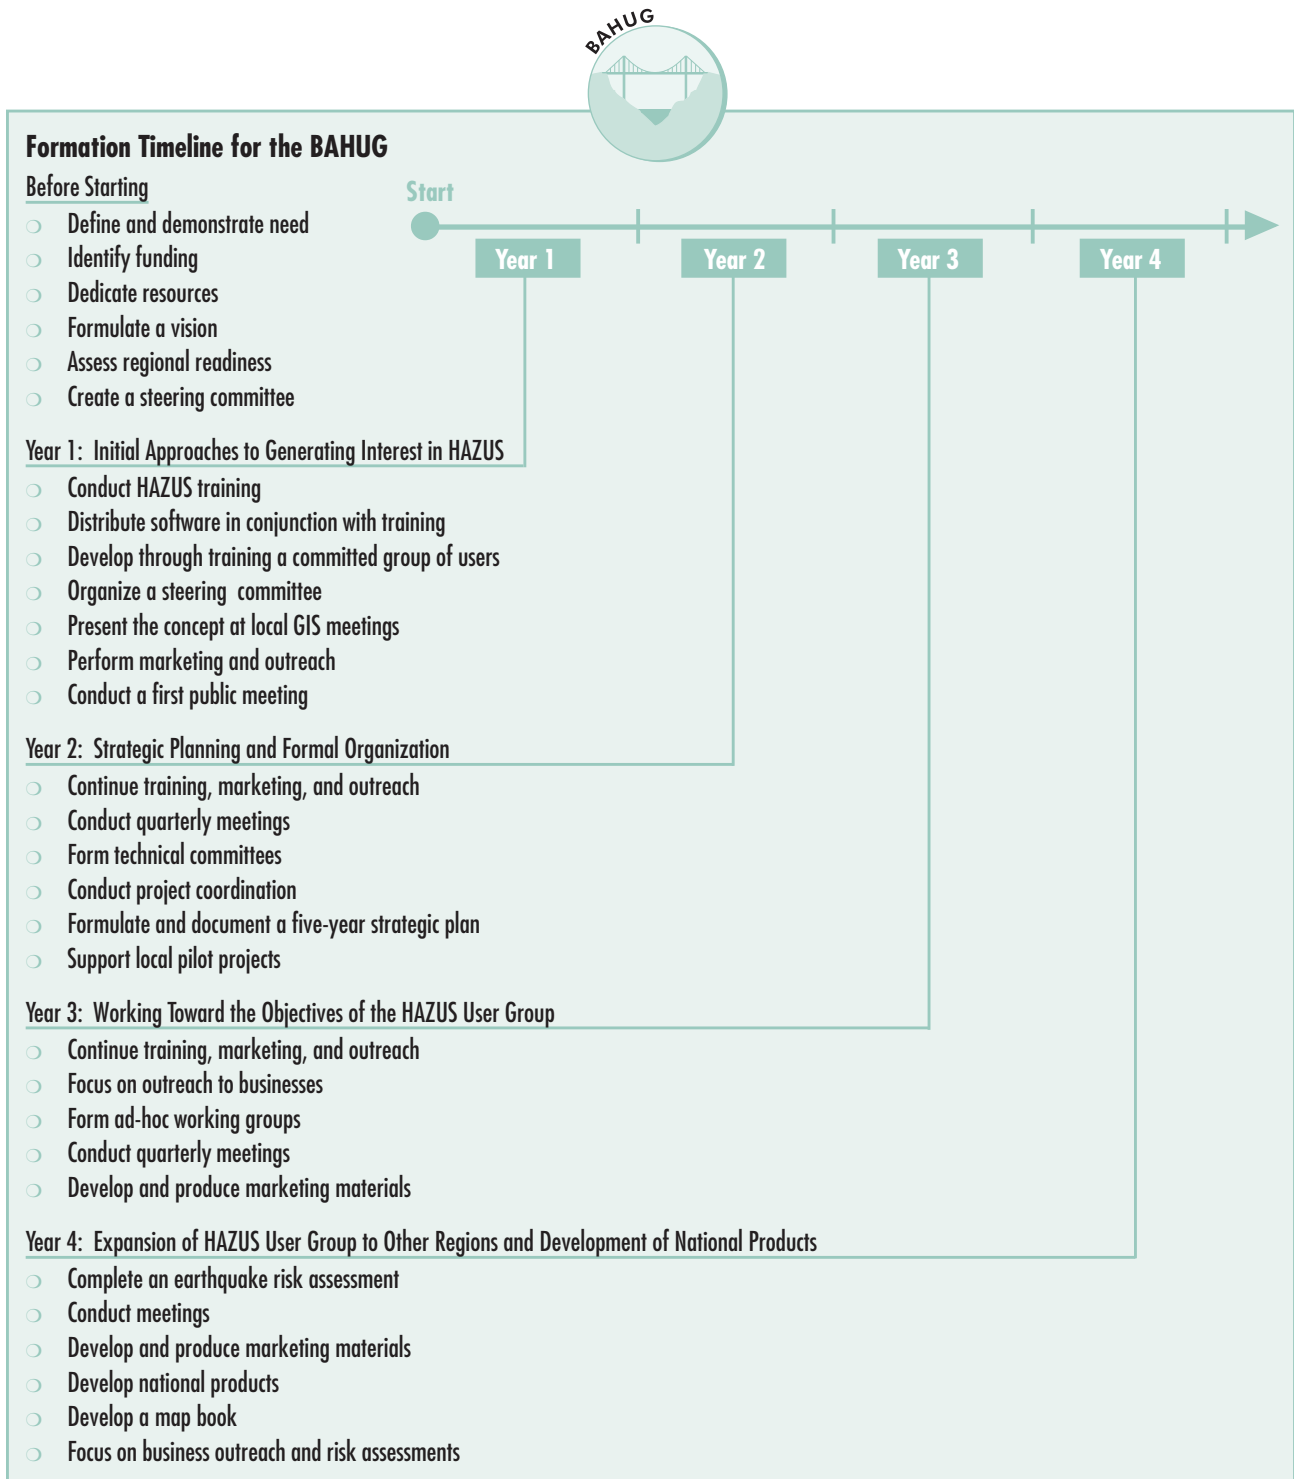 BAHUG
Formation Timeline for the BAHUG
Before Starting
Start
Define and demonstrate need
Identify funding
Dedicate resources
Formulate a vision
Assess regional readiness
Create a steering committee
Year 1 Year 2 Year 3 Year 4
Year 1: Initial Approaches to Generating Interest in HAZUS
Conduct HAZUS training
Distribute software in conjunction with training
Develop through training a committed group of users
Organize a steering committee
Present the concept at local GIS meetings
Perform marketing and outreach
Conduct a first public meeting
Year 2: Strategic Planning and Formal Organization
Continue training, marketing, and outreach
Conduct quarterly meetings
Form technical committees
Conduct project coordination
Formulate and document a five-year strategic plan
Support local pilot projects
Year 3: Working Toward the Objectives of the HAZUS User Group
Continue training, marketing, and outreach
Focus on outreach to businesses
Form ad-hoc working groups
Conduct quarterly meetings
Develop and produce marketing materials
Year 4: Expansion of HAZUS User Group to Other Regions and Development of National Products
Complete an earthquake risk assessment
Conduct meetings
Develop and produce marketing materials
Develop national products
Develop a map book
Focus on business outreach and risk assessments